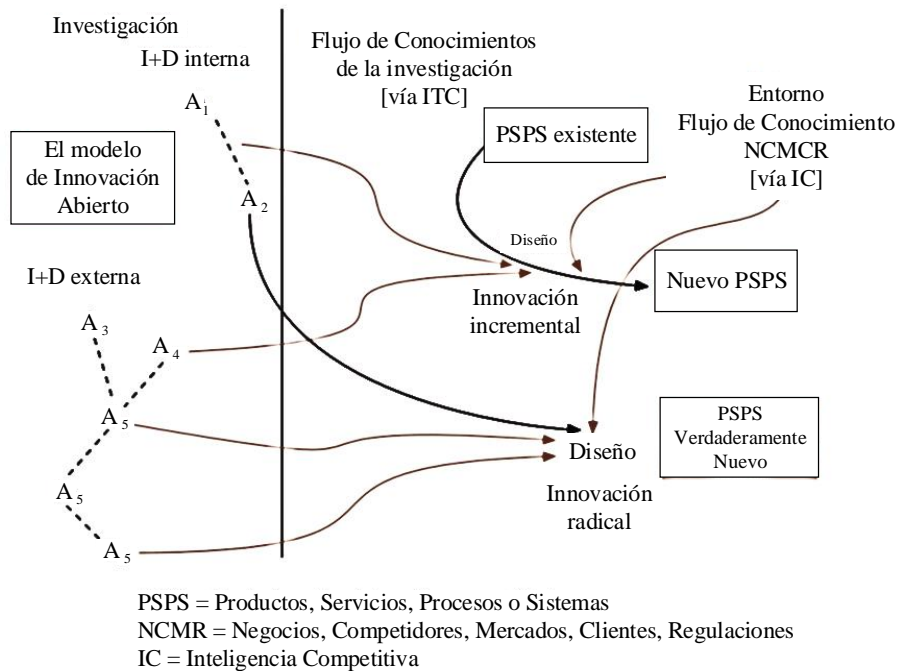 Investigación
I+D interna
A1
El modelo
de Innovación
Abierto
A2
I+D externa
A3
A4
A5
A5
A5
Flujo de Conocimientos
de la investigación
[vía ITC]
PSPS existente
Entorno
Flujo de Conocimiento
NCMCR
[vía IC]
Diseño
Innovación
incremental
Nuevo PSPS
Diseño
Innovación
radical
PSPS
Verdaderamente
Nuevo
PSPS = Productos, Servicios, Procesos o Sistemas
NCMR = Negocios, Competidores, Mercados, Clientes, Regulaciones
IC = Inteligencia Competitiva